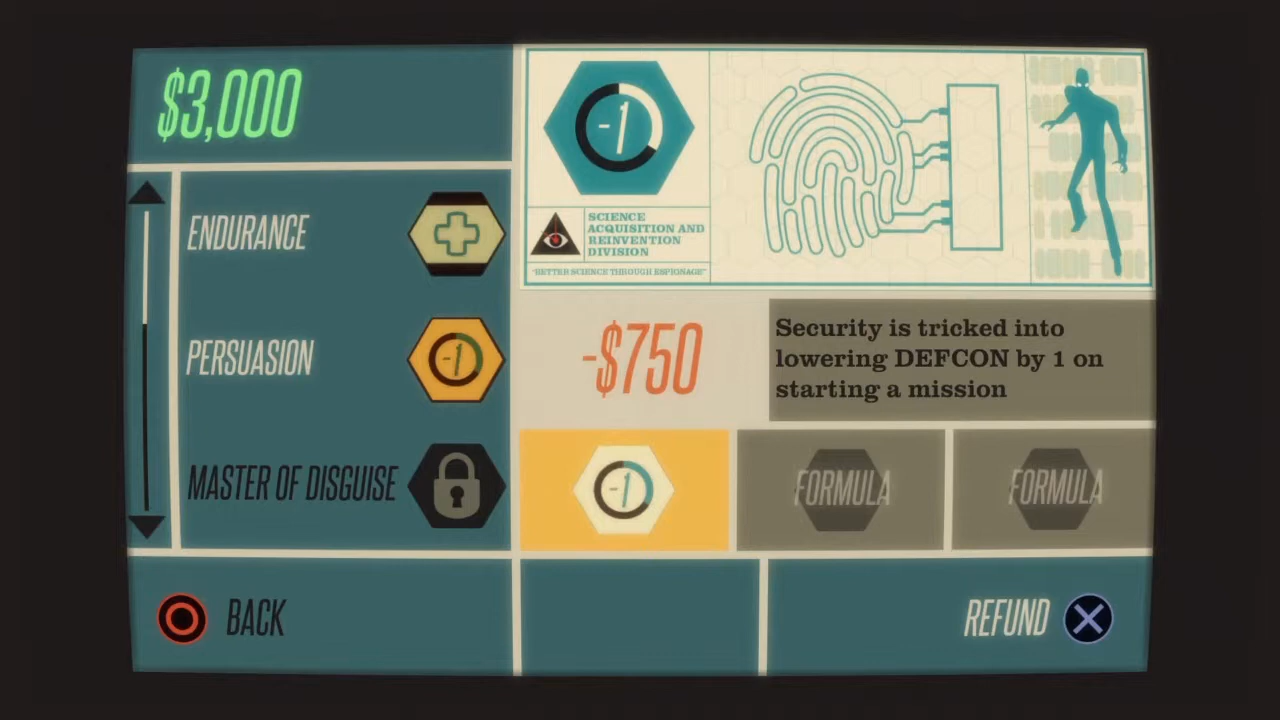 $3,000
ENDURANCE
PERSUASION
-1
MASTER OF DISGUISE
-1
SCIENCE
ACQUISITION AND
REINVENTION
DIVISION
"BETTER SCIENCE THROUGH ESPIONAGE"
-$750
Security is tricked into
lowering DEFCON by 1 on
starting a mission
-1
FORMULA
FORMULA
BACK
REFUND